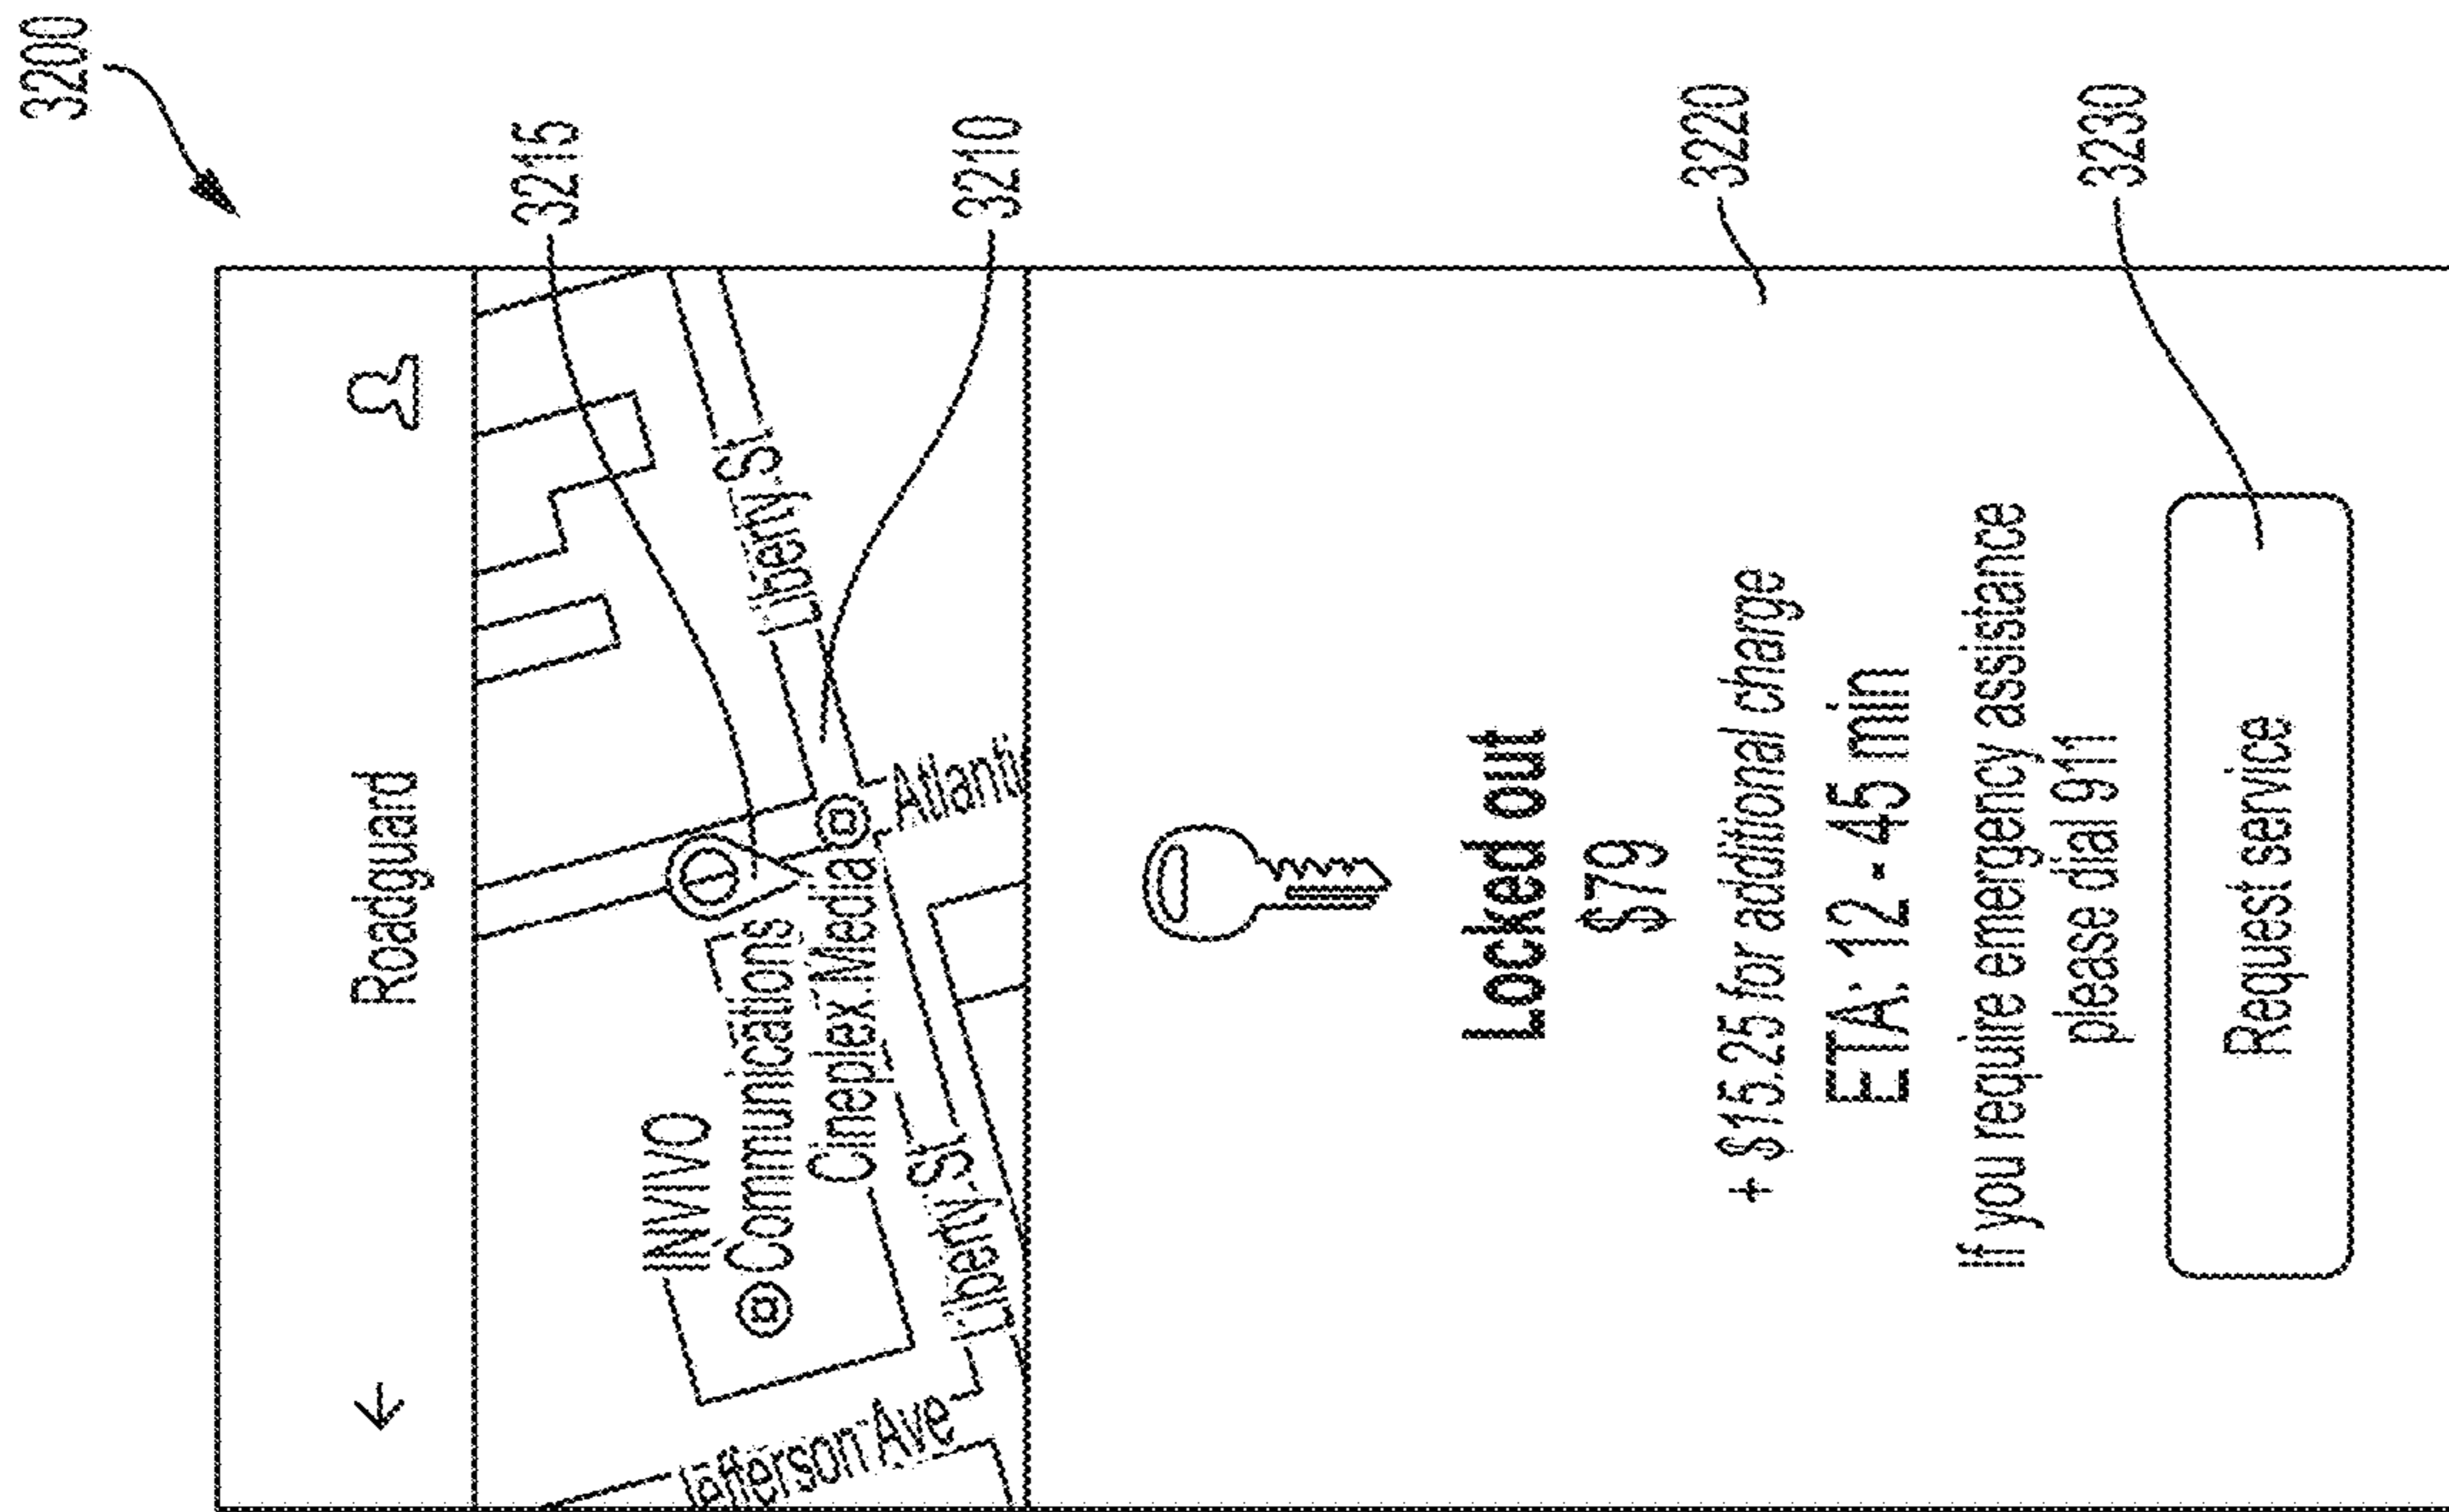 3200
Roadguard
3215
INVIVO
Communications
Cineplex Media
Liberty St
3210
Liberty St
Jefferson Ave
Atlanti
Locked out
$79
3220
+ $15.25 for additional charge
ETA: 12 - 45 min
If you require emergency assistance
please dial 911
3230
Request service